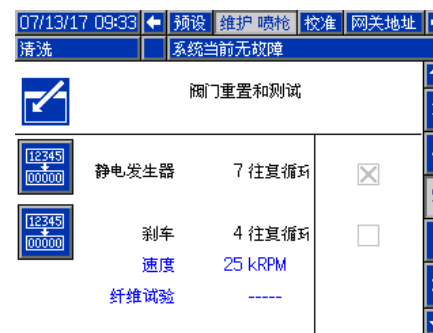 07/13/17 09:33 预设 维护 喷枪 校准 网关地址
清洗 系统当前无故障
阀门重置和测试
12345 00000 静电发生器 7 往复循环
12345 00000 刹车 4 往复循环
速度 25 kRPM
纤维试验 -----